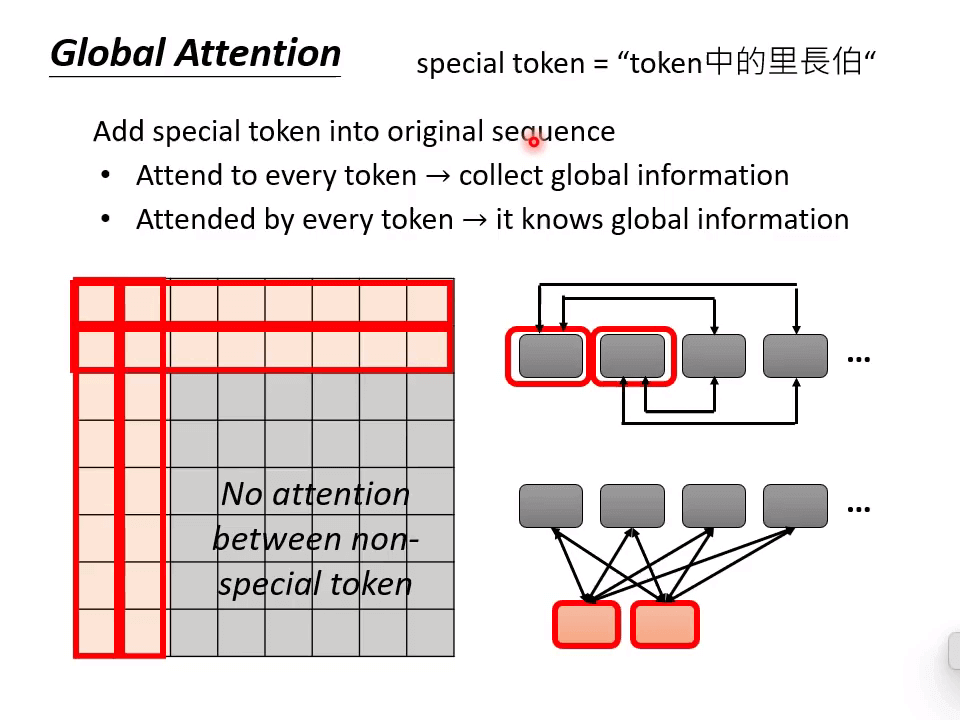 Global Attention
special token = “token中的里長伯“
Add special token into original sequence
• Attend to every token → collect global information
• Attended by every token → it knows global information
...
No attention
between non-
special token
...